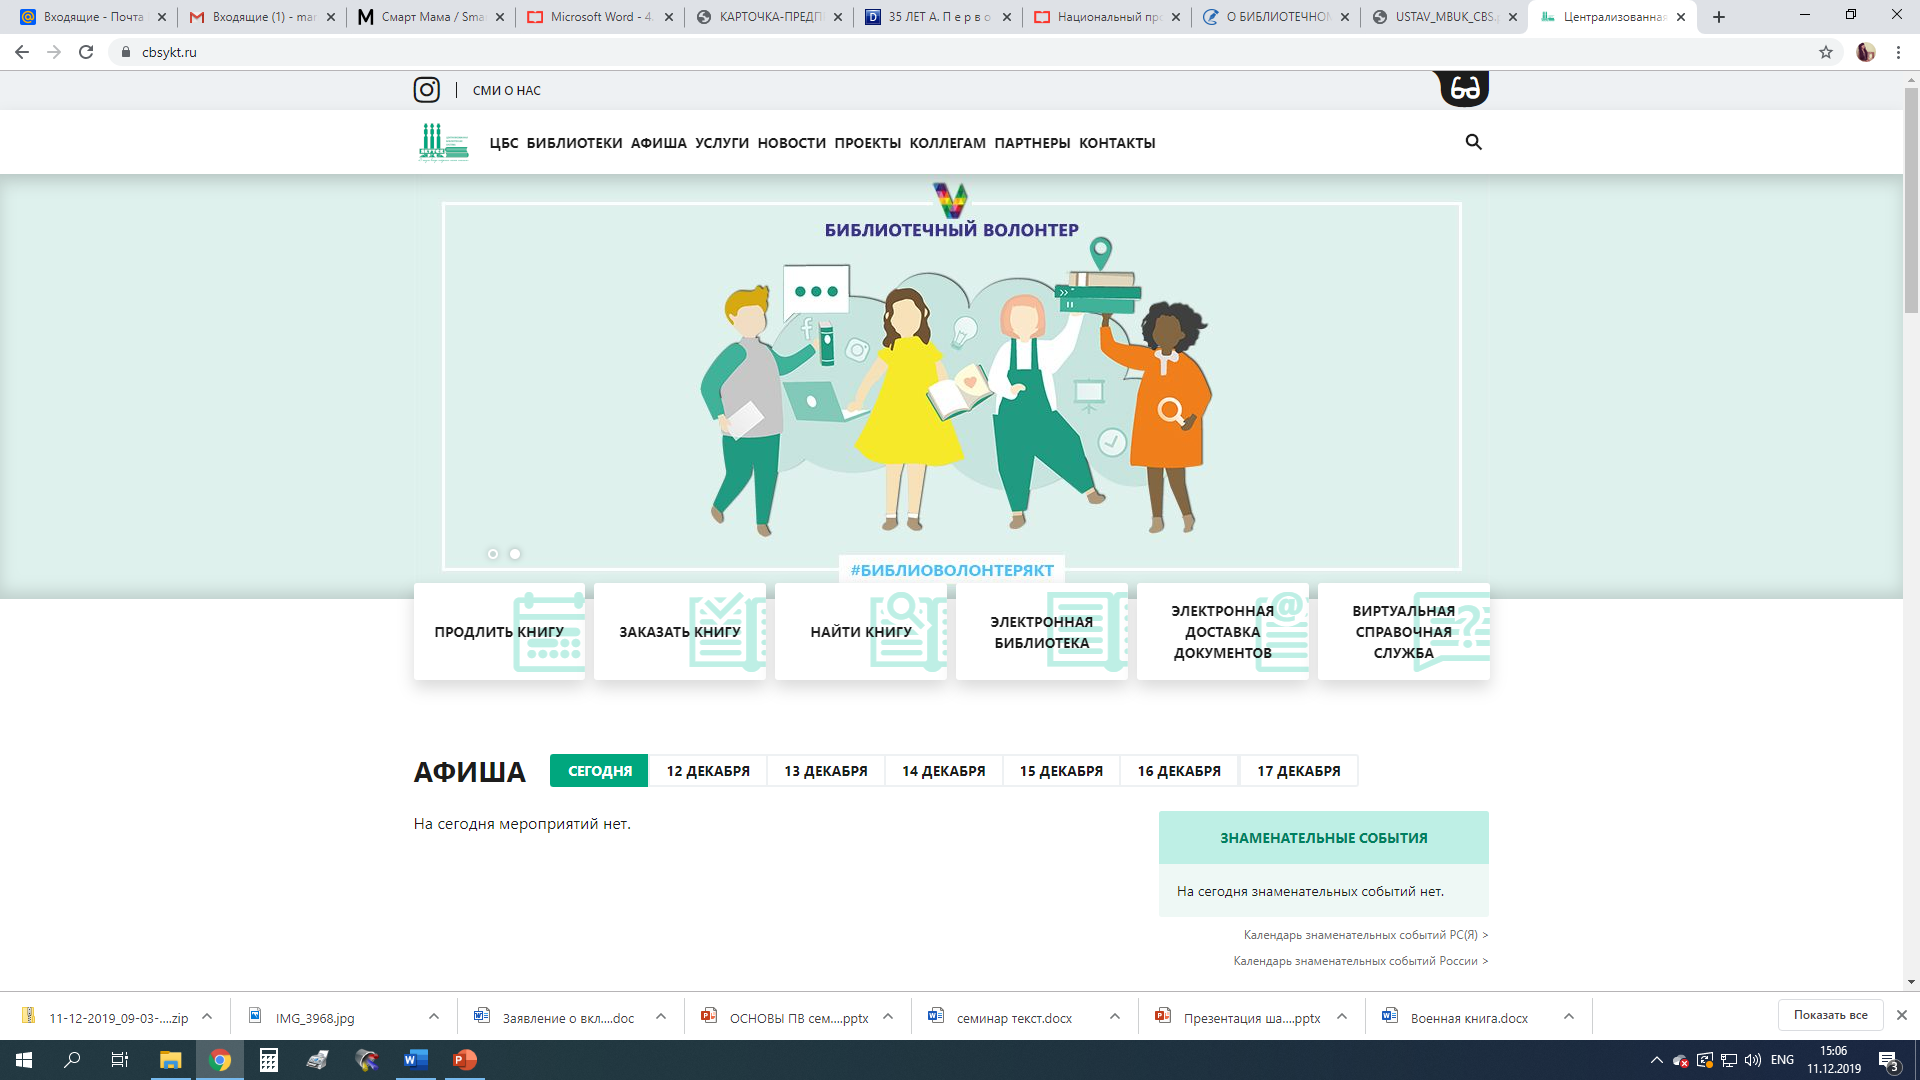 Входящие - Почта
Входящие (1) - mar
Смарт Мама / Sma
Microsoft Word - 4.
КАРТОЧКА-ПРЕДП
35 ЛЕТ А. П е р в о
Национальный про
О БИБЛИОТЕЧНОМ
USTAV_MBUK_CBS.
Централизованная
cbsykt.ru
СМИ О НАС
ЦБС БИБЛИОТЕКИ АФИША УСЛУГИ НОВОСТИ ПРОЕКТЫ КОЛЛЕГАМ ПАРТНЕРЫ КОНТАКТЫ
БИБЛИОТЕЧНЫЙ ВОЛОНТЕР
#БИБЛИОВОЛОНТЕРЯКТ
ПРОДЛИТЬ КНИГУ
ЗАКАЗАТЬ КНИГУ
НАЙТИ КНИГУ
ЭЛЕКТРОННАЯ
БИБЛИОТЕКА
ЭЛЕКТРОННАЯ
ДОСТАВКА
ДОКУМЕНТОВ
ВИРТУАЛЬНАЯ
СПРАВОЧНАЯ
СЛУЖБА
АФИША
СЕГОДНЯ
12 ДЕКАБРЯ
13 ДЕКАБРЯ
14 ДЕКАБРЯ
15 ДЕКАБРЯ
16 ДЕКАБРЯ
17 ДЕКАБРЯ
На сегодня мероприятий нет.
ЗНАМЕНАТЕЛЬНЫЕ СОБЫТИЯ
На сегодня знаменательных событий нет.
Календарь знаменательных событий РС(Я) >
Календарь знаменательных событий России >
11-12-2019_09-03-....zip
IMG_3968.jpg
Заявление о вкл....doc
ОСНОВЫ ПВ сем....pptx
семинар текст.docx
Презентация ша....pptx
Военная книга.docx
Показать все
ENG
15:06
11.12.2019
3